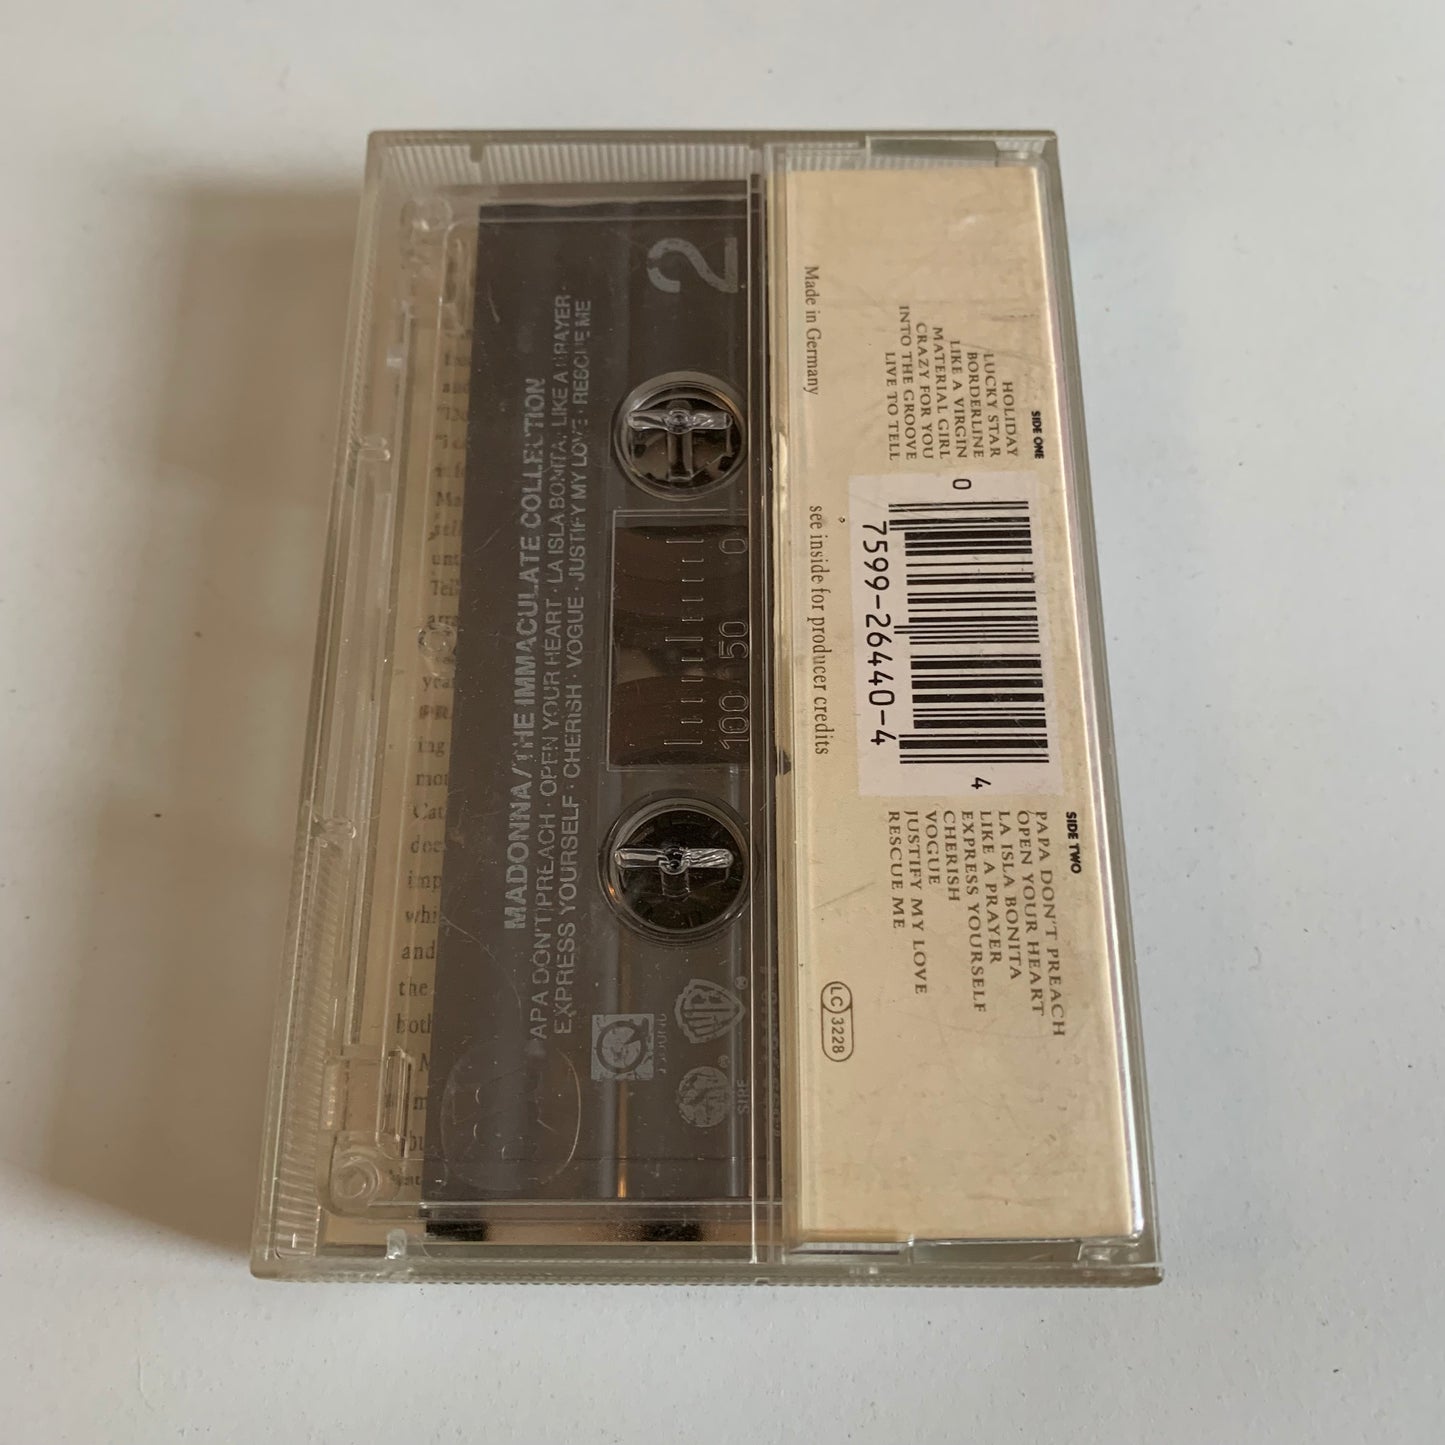 2
MADONNA/THE IMMACULATE COLLECTION
APA DON'T PREACH · OPEN YOUR HEART · LA ISLA BONITA, LIKE A PRAYER ·
EXPRESS YOURSELF · CHERISH · VOGUE · JUSTIFY MY LOVE · RESCUE ME
100 50 0
WB
SIRE
SIDE ONE
HOLIDAY
LUCKY STAR
BORDERLINE
LIKE A VIRGIN
MATERIAL GIRL
CRAZY FOR YOU
INTO THE GROOVE
LIVE TO TELL
0
7599-26440-4
4
SIDE TWO
PAPA DON'T PREACH
OPEN YOUR HEART
LA ISLA BONITA
LIKE A PRAYER
EXPRESS YOURSELF
CHERISH
VOGUE
JUSTIFY MY LOVE
RESCUE ME
Made in Germany
see inside for producer credits
LC 3228